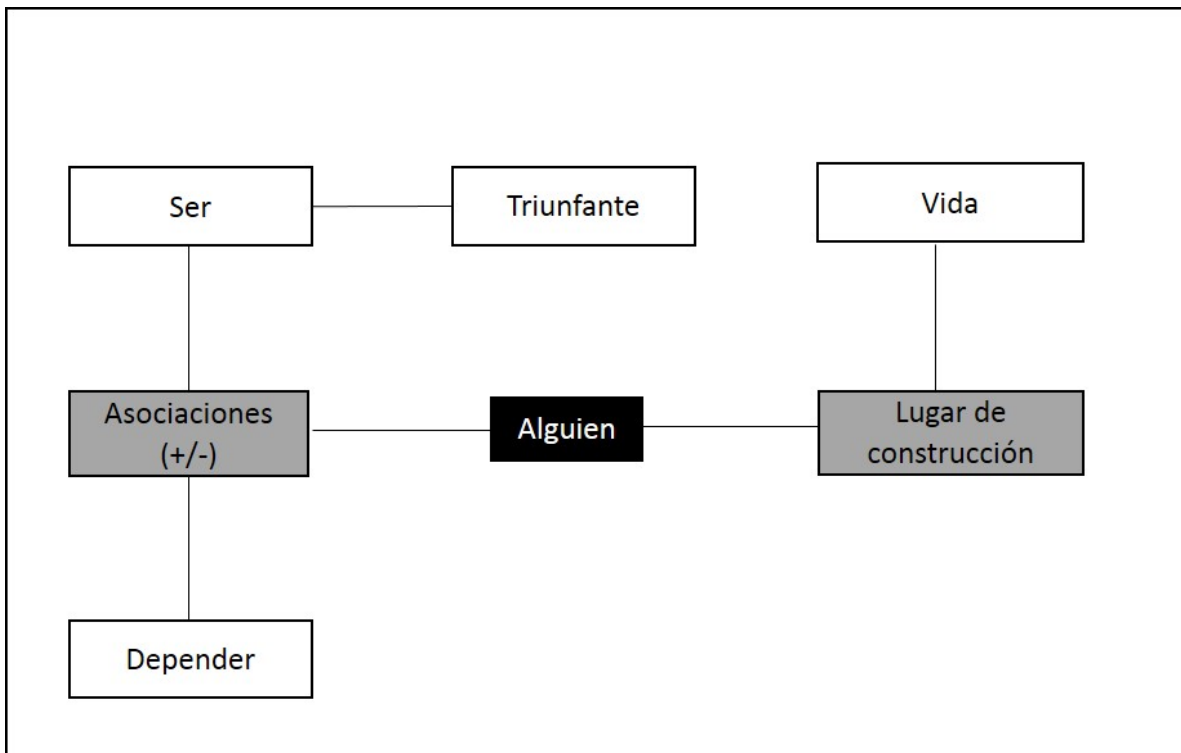 Ser
Triunfante
Vida
Asociaciones
(+/-)
Alguien
Lugar de
construcción
Depender